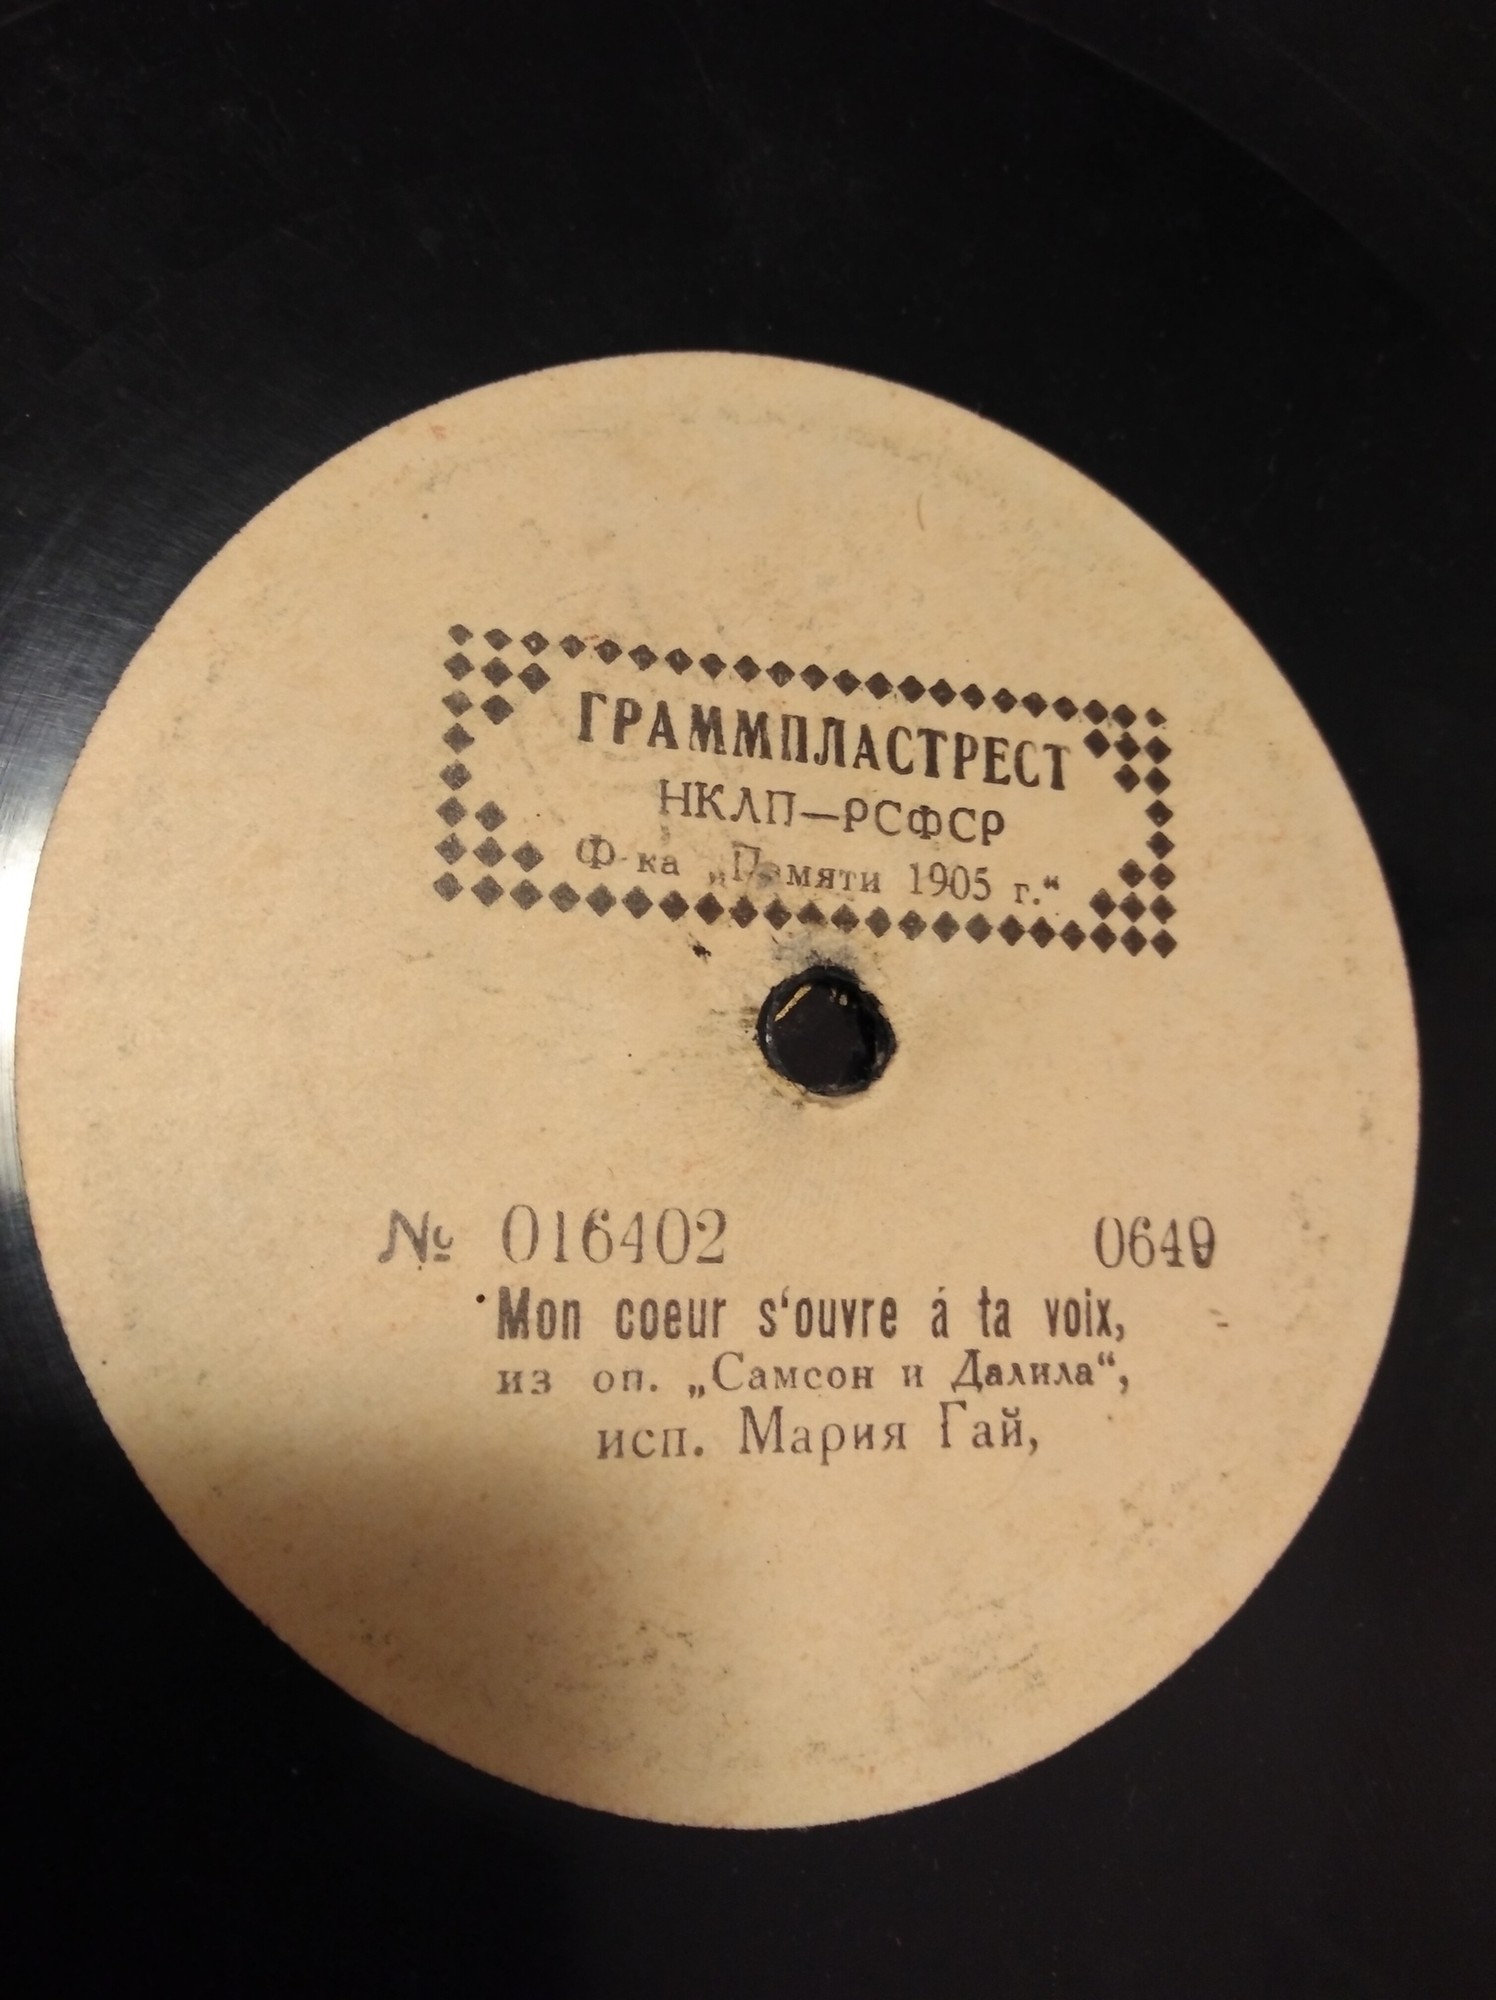 ГРАММПЛАСТРЕСТ
НКЛП—РСФСР
Ф-ка „Памяти 1905 г.“
№ 016402 0649
Mon coeur s‘ouvre á ta voix,
из оп. „Самсон и Далила“,
исп. Мария Гай,